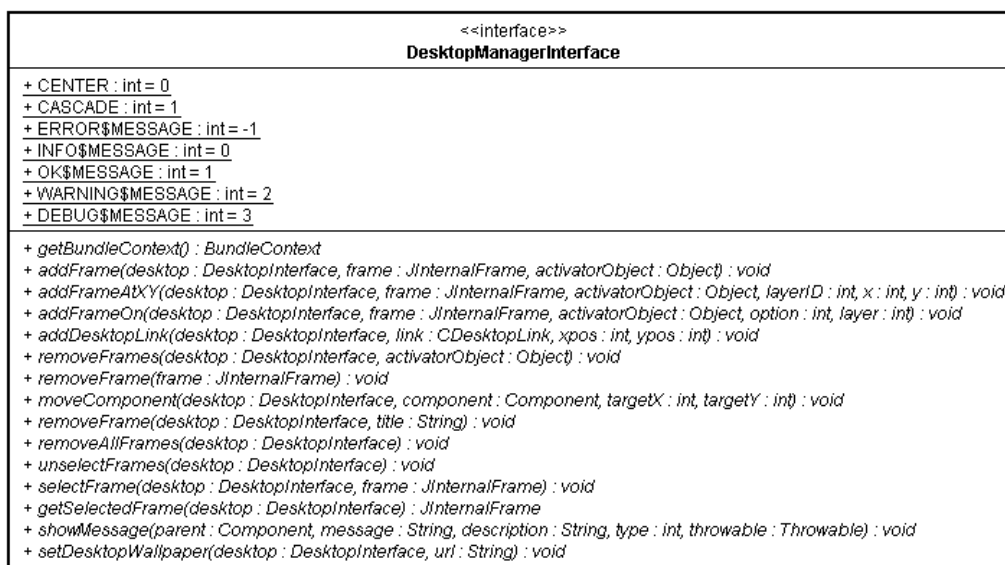 <<interface>>
DesktopManagerInterface
+ CENTER : int = 0
+ CASCADE : int = 1
+ ERROR$MESSAGE : int = -1
+ INFO$MESSAGE : int = 0
+ OK$MESSAGE : int = 1
+ WARNING$MESSAGE : int = 2
+ DEBUG$MESSAGE : int = 3
+ getBundleContext() : BundleContext
+ addFrame(desktop : DesktopInterface, frame : JInternalFrame, activatorObject : Object) : void
+ addFrameAtXY(desktop : DesktopInterface, frame : JInternalFrame, activatorObject : Object, layerID : int, x : int, y : int) : void
+ addFrameOn(desktop : DesktopInterface, frame : JInternalFrame, activatorObject : Object, option : int, layer : int) : void
+ addDesktopLink(desktop : DesktopInterface, link : CDesktopLink, xpos : int, ypos : int) : void
+ removeFrames(desktop : DesktopInterface, activatorObject : Object) : void
+ removeFrame(frame : JInternalFrame) : void
+ moveComponent(desktop : DesktopInterface, component : Component, targetX : int, targetY : int) : void
+ removeFrame(desktop : DesktopInterface, title : String) : void
+ removeAllFrames(desktop : DesktopInterface) : void
+ unselectFrames(desktop : DesktopInterface) : void
+ selectFrame(desktop : DesktopInterface, frame : JInternalFrame) : void
+ getSelectedFrame(desktop : DesktopInterface) : JInternalFrame
+ showMessage(parent : Component, message : String, description : String, type : int, throwable : Throwable) : void
+ setDesktopWallpaper(desktop : DesktopInterface, url : String) : void